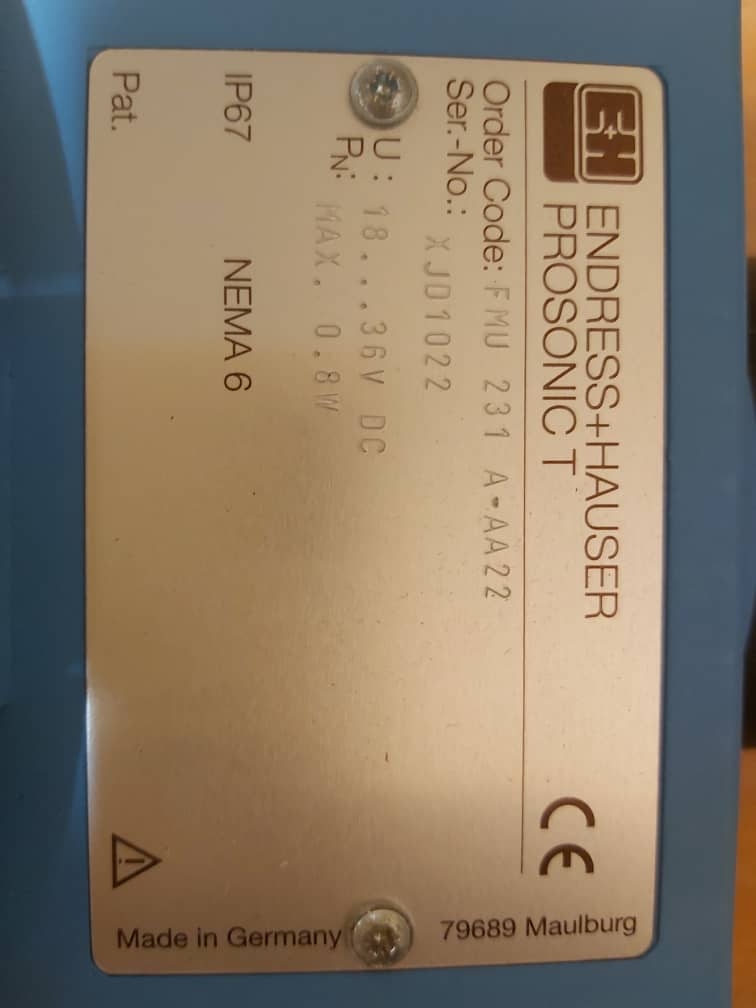 E+H
ENDRESS+HAUSER
PROSONIC T
CE
Order Code: FMU 231 A-AA22
Ser.-No.: XJ01022
U: 18...36V DC
PN: MAX. 0.8W
IP67 NEMA 6
Pat.
79689 Maulburg
Made in Germany